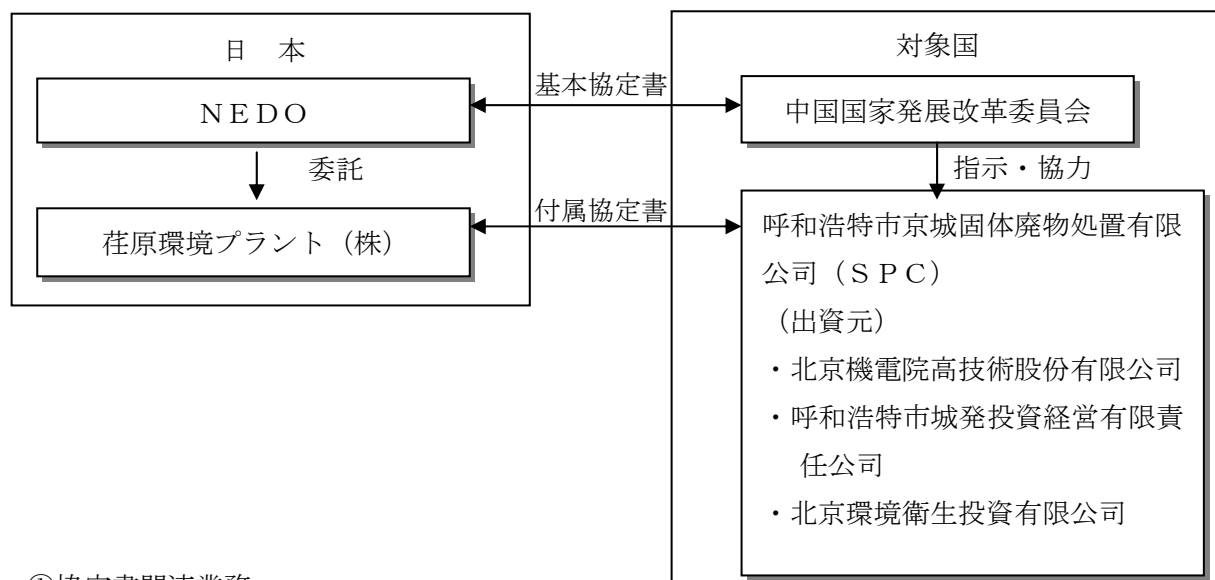 日　本
ＮＥＤＯ
委託
荏原環境プラント（株）
基本協定書
付属協定書
対象国
中国国家発展改革委員会
指示・協力
呼和浩特市京城固体廃物処置有限
公司（ＳＰＣ）
（出資元）
・北京機電院高技術股份有限公司
・呼和浩特市城発投資経営有限責
任公司
・北京環境衛生投資有限公司